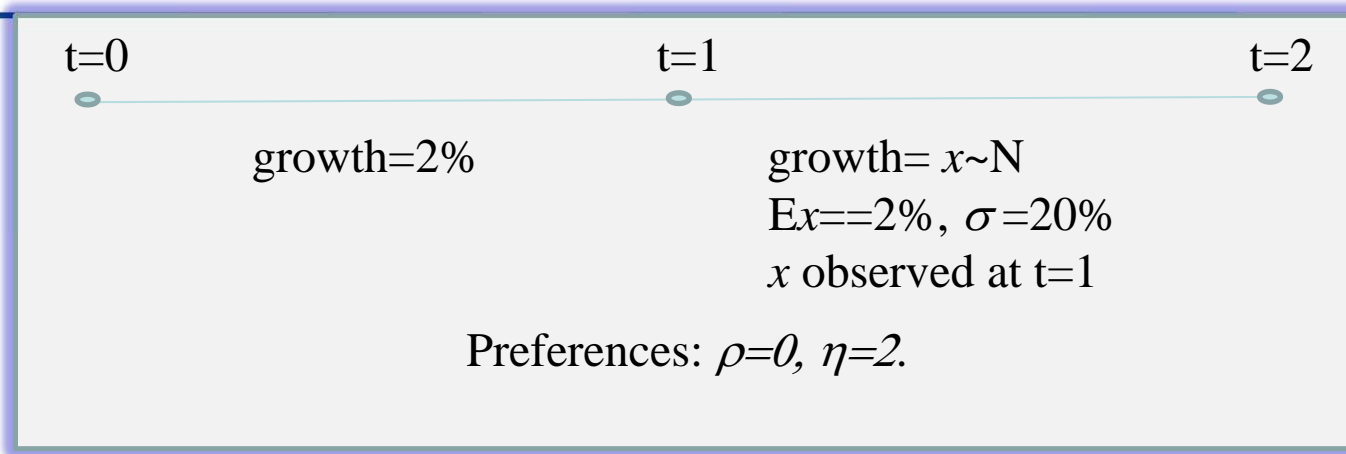 t=0 t=1 t=2
growth=2% growth= x~N
Ex==2%, σ=20%
x observed at t=1
Preferences: ρ=0, η=2.